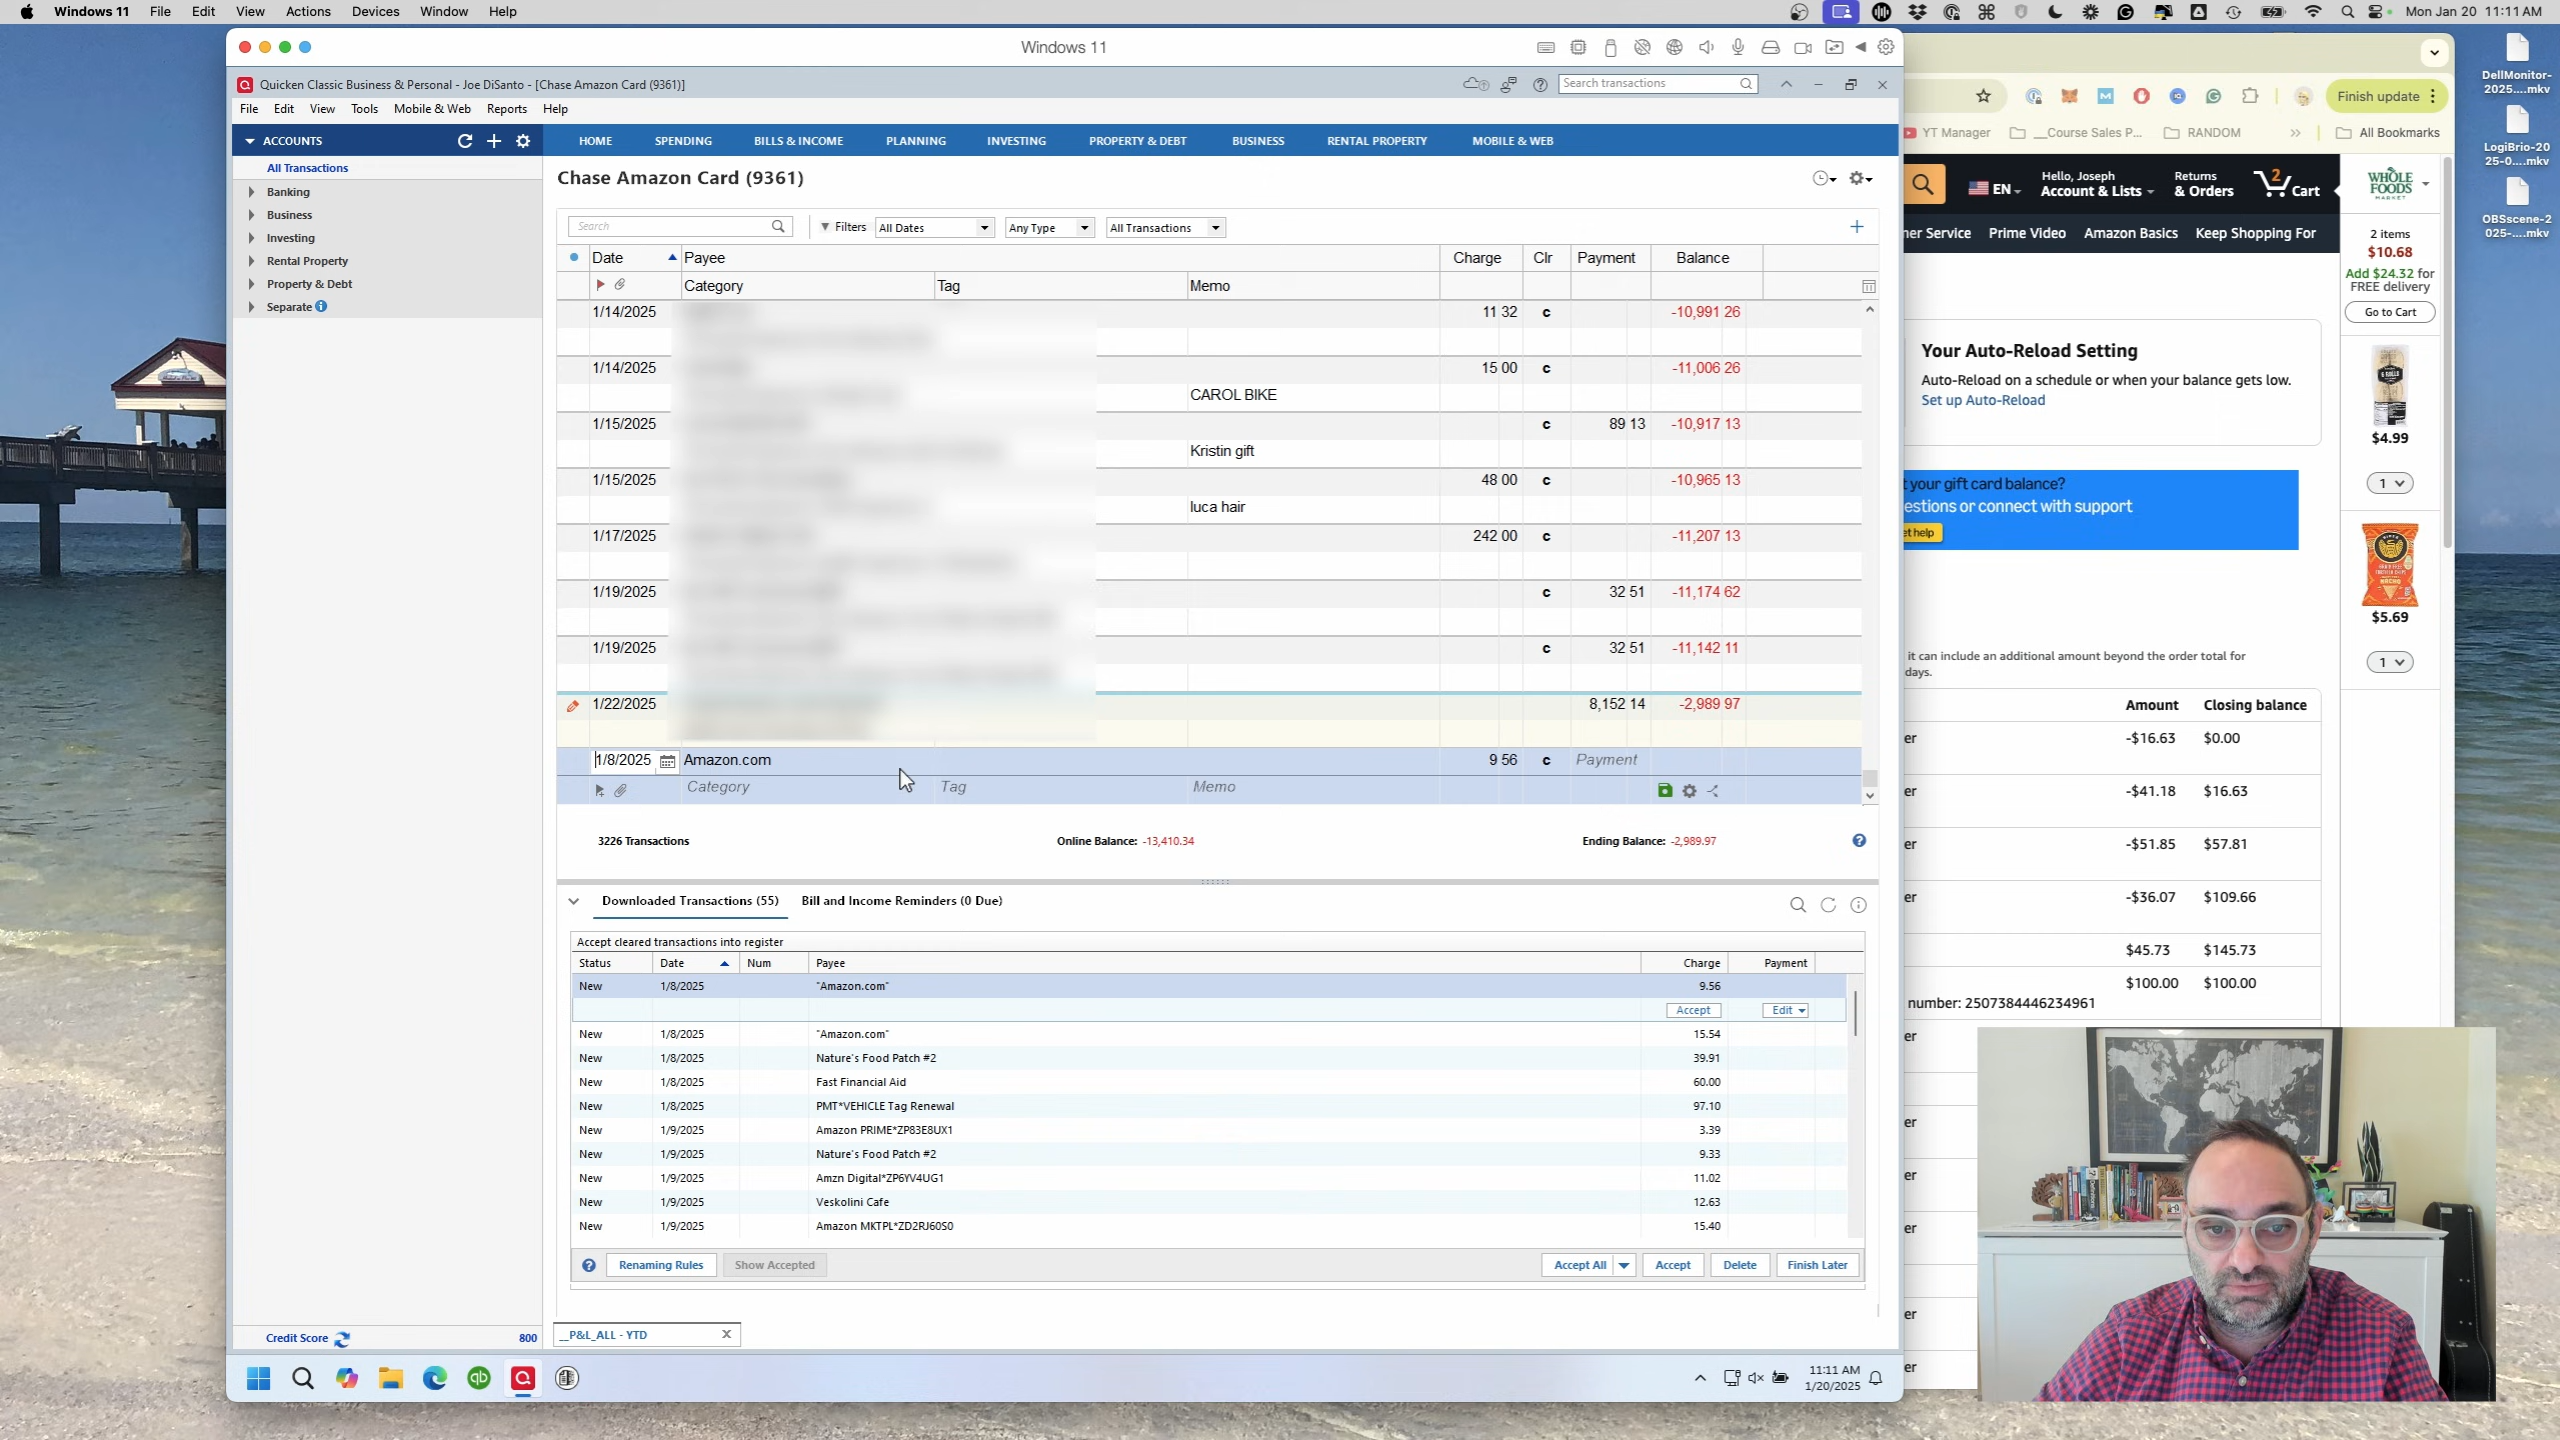 Windows 11 File Edit View Actions Devices Window Help
Mon Jan 20 11:11 AM
Windows 11
Quicken Classic Business & Personal - Joe DiSanto - [Chase Amazon Card (9361)]
Search transactions
File Edit View Tools Mobile & Web Reports Help
ACCOUNTS
All Transactions
Banking
Business
Investing
Rental Property
Property & Debt
Separate
Credit Score 800
HOME SPENDING BILLS & INCOME PLANNING INVESTING PROPERTY & DEBT BUSINESS RENTAL PROPERTY MOBILE & WEB
Chase Amazon Card (9361)
Search Filters All Dates Any Type All Transactions
Date Payee Charge Clr Payment Balance
Category Tag Memo
1/14/2025 11 32 c -10,991 26
1/14/2025 15 00 c -11,006 26
CAROL BIKE
1/15/2025 c 89 13 -10,917 13
Kristin gift
1/15/2025 48 00 c -10,965 13
luca hair
1/17/2025 242 00 c -11,207 13
1/19/2025 c 32 51 -11,174 62
1/19/2025 c 32 51 -11,142 11
1/22/2025 8,152 14 -2,989 97
1/8/2025 Amazon.com 9 56 c Payment
Category Tag Memo
3226 Transactions Online Balance: -13,410.34 Ending Balance: -2,989.97
Downloaded Transactions (55) Bill and Income Reminders (0 Due)
Accept cleared transactions into register
Status Date Num Payee Charge Payment
New 1/8/2025 "Amazon.com" 9.56
Accept Edit
New 1/8/2025 "Amazon.com" 15.54
New 1/8/2025 Nature's Food Patch #2 39.91
New 1/8/2025 Fast Financial Aid 60.00
New 1/8/2025 PMT*VEHICLE Tag Renewal 97.10
New 1/9/2025 Amazon PRIME*ZP83E8UX1 3.39
New 1/9/2025 Nature's Food Patch #2 9.33
New 1/9/2025 Amzn Digital*ZP6YV4UG1 11.02
New 1/9/2025 Veskolini Cafe 12.63
New 1/9/2025 Amazon MKTPL*ZD2RJ60S0 15.40
Renaming Rules Show Accepted Accept All Accept Delete Finish Later
__P&L_ALL - YTD
11:11 AM
1/20/2025
Finish update
YT Manager __Course Sales P... RANDOM » All Bookmarks
EN
Hello, Joseph
Account & Lists
Returns
& Orders
2
Cart
ner Service Prime Video Amazon Basics Keep Shopping For
WHOLE
FOODS
MARKET
2 items
$10.68
Add $24.32 for
FREE delivery
Go to Cart
$4.99
1
$5.69
1
Your Auto-Reload Setting
Auto-Reload on a schedule or when your balance gets low.
Set up Auto-Reload
t your gift card balance?
estions or connect with support
et help
it can include an additional amount beyond the order total for
days.
Amount Closing balance
er -$16.63 $0.00
er -$41.18 $16.63
er -$51.85 $57.81
er -$36.07 $109.66
$45.73 $145.73
$100.00 $100.00
number: 2507384446234961
er
er
er
er
er
er
er
DellMonitor-
2025....mkv
LogiBrio-20
25-0....mkv
OBSscene-2
025-....mkv